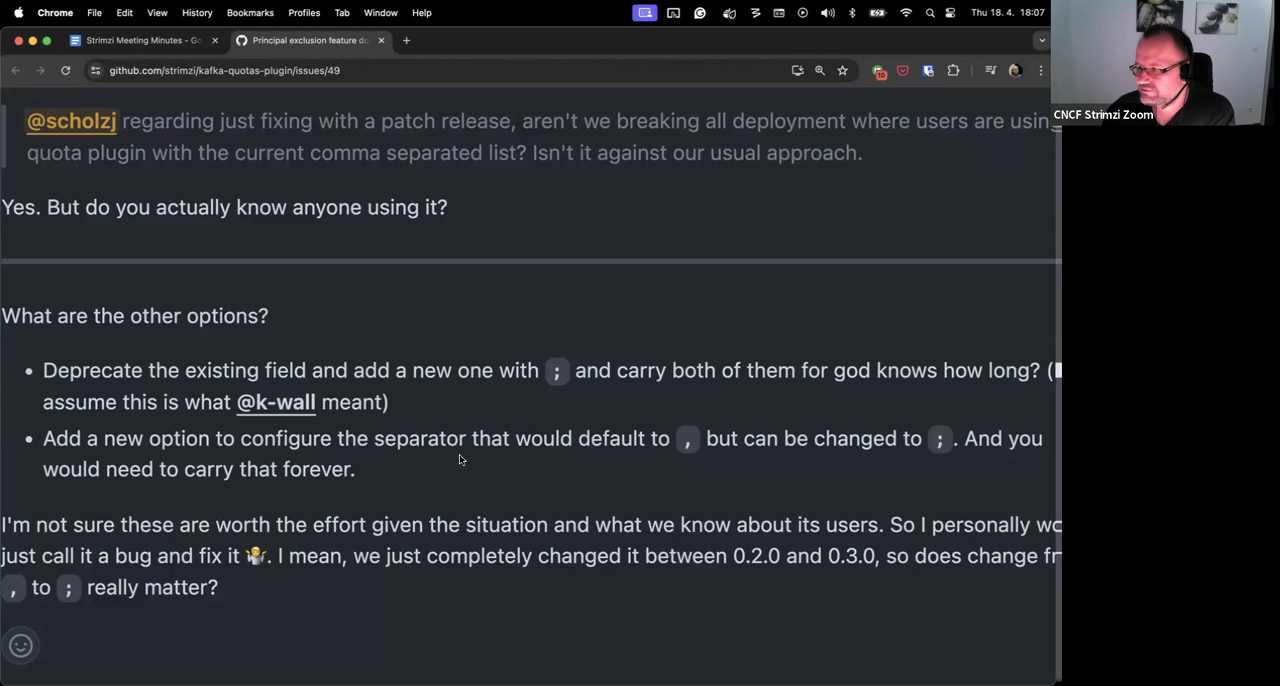 Chrome File Edit View History Bookmarks Profiles Tab Window Help Thu 18. 4. 18:07
Strimzi Meeting Minutes - Go Principal exclusion feature do
github.com/strimzi/kafka-quotas-plugin/issues/49 10
CNCF Strimzi Zoom
@scholzj regarding just fixing with a patch release, aren't we breaking all deployment where users are using
quota plugin with the current comma separated list? Isn't it against our usual approach.
Yes. But do you actually know anyone using it?
What are the other options?
• Deprecate the existing field and add a new one with ; and carry both of them for god knows how long? (
assume this is what @k-wall meant)
• Add a new option to configure the separator that would default to , but can be changed to ; . And you
would need to carry that forever.
I'm not sure these are worth the effort given the situation and what we know about its users. So I personally wo
just call it a bug and fix it 🤷. I mean, we just completely changed it between 0.2.0 and 0.3.0, so does change fr
, to ; really matter?